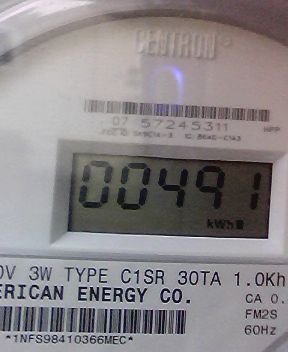 CENTRON®
07 57245311
00491
kWh
0V 3W TYPE C1SR 30TA 1.0Kh
ERICAN ENERGY CO.
CA 0.
FM2S
60Hz
*1NFS98410366MEC*